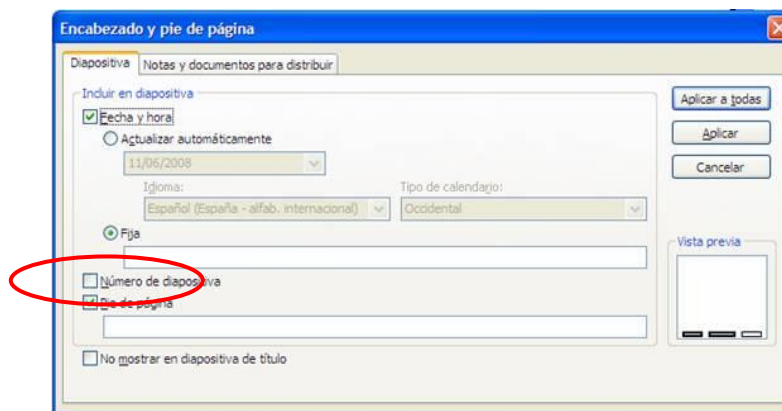 Encabezado y pie de página
Diapositiva Notas y documentos para distribuir
Incluir en diapositiva
Fecha y hora
Actualizar automáticamente
11/06/2008
Idioma: Tipo de calendario:
Español (España - alfab. internacional) Occidental
Fija
Número de diapositiva
Pie de página
No mostrar en diapositiva de título
Aplicar a todas
Aplicar
Cancelar
Vista previa